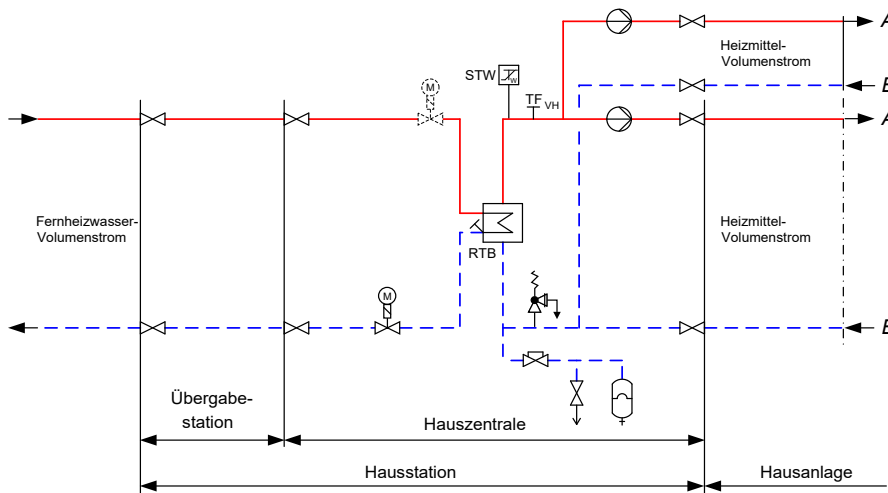 A
Heizmittel-
Volumenstrom
M
STW
W
TF VH
E
A
Fernheizwasser-
Volumenstrom
Heizmittel-
Volumenstrom
RTB
M
E
Übergabe-
station
Hauszentrale
Hausstation
Hausanlage